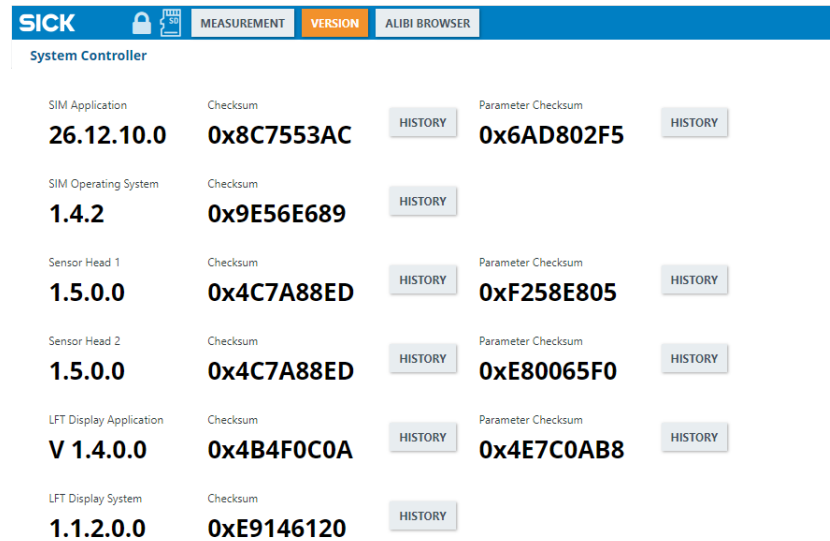 SICK SD MEASUREMENT VERSION ALIBI BROWSER
System Controller
SIM Application Checksum Parameter Checksum
26.12.10.0 0x8C7553AC HISTORY 0x6AD802F5 HISTORY
SIM Operating System Checksum
1.4.2 0x9E56E689 HISTORY
Sensor Head 1 Checksum Parameter Checksum
1.5.0.0 0x4C7A88ED HISTORY 0xF258E805 HISTORY
Sensor Head 2 Checksum Parameter Checksum
1.5.0.0 0x4C7A88ED HISTORY 0xE80065F0 HISTORY
LFT Display Application Checksum Parameter Checksum
V 1.4.0.0 0x4B4F0C0A HISTORY 0x4E7C0AB8 HISTORY
LFT Display System Checksum
1.1.2.0.0 0xE9146120 HISTORY